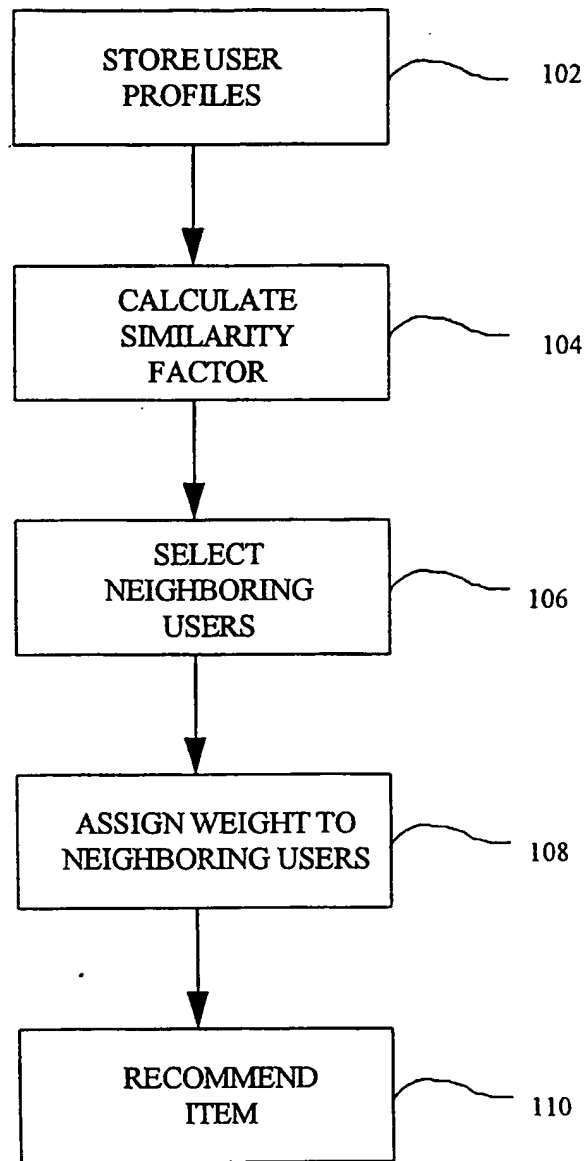 STORE USER
PROFILES
102
CALCULATE
SIMILARITY
FACTOR
104
SELECT
NEIGHBORING
USERS
106
ASSIGN WEIGHT TO
NEIGHBORING USERS
108
RECOMMEND
ITEM
110